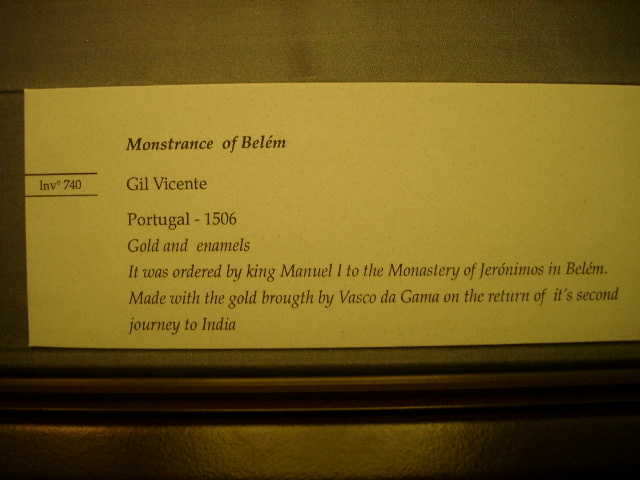 Monstrance of Belém
Inv° 740
Gil Vicente
Portugal - 1506
Gold and enamels
It was ordered by king Manuel I to the Monastery of Jerónimos in Belém.
Made with the gold brougth by Vasco da Gama on the return of it's second
journey to India